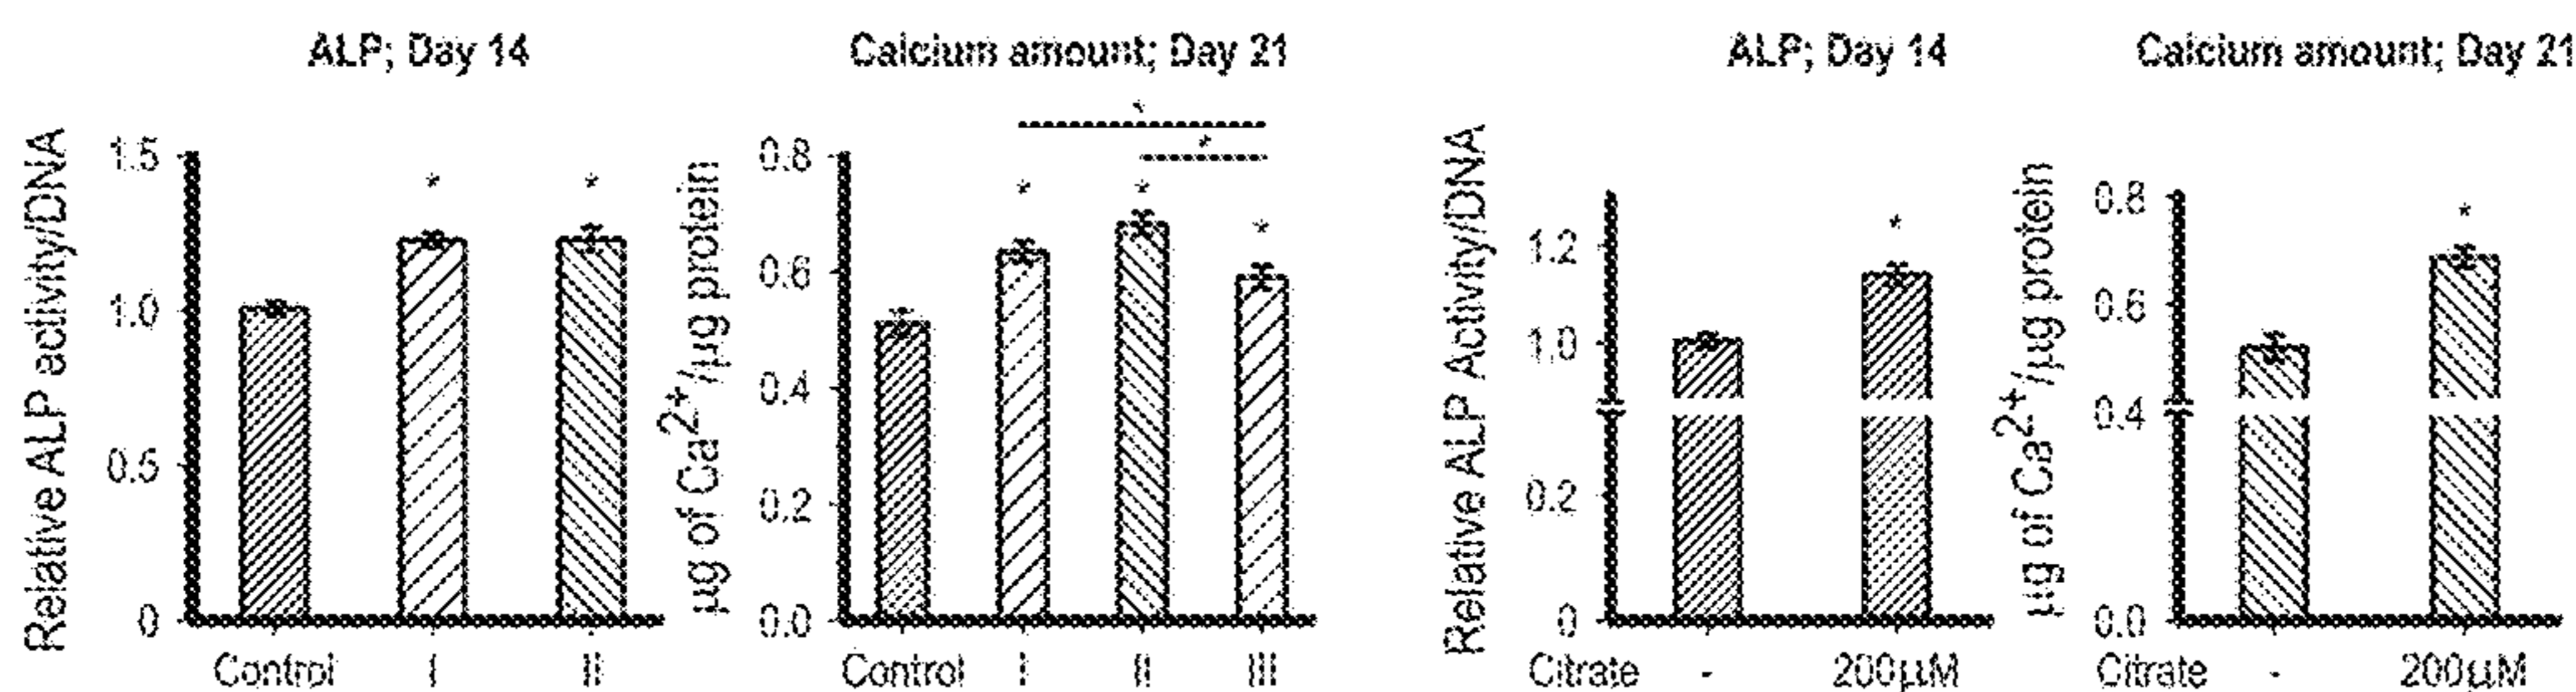 ALP; Day 14
Relative ALP activity/DNA
1.5
1.0
0.5
0
*
*
Control I II
Calcium amount; Day 21
µg of Ca2+/µg protein
0.8
0.6
0.4
0.2
0.0
*
*
*
*
*
Control I II III
ALP; Day 14
Relative ALP Activity/DNA
1.2
1.0
0.2
0
*
Citrate - 200µM
Calcium amount; Day 21
µg of Ca2+/µg protein
0.8
0.6
0.4
0.0
*
Citrate - 200µM